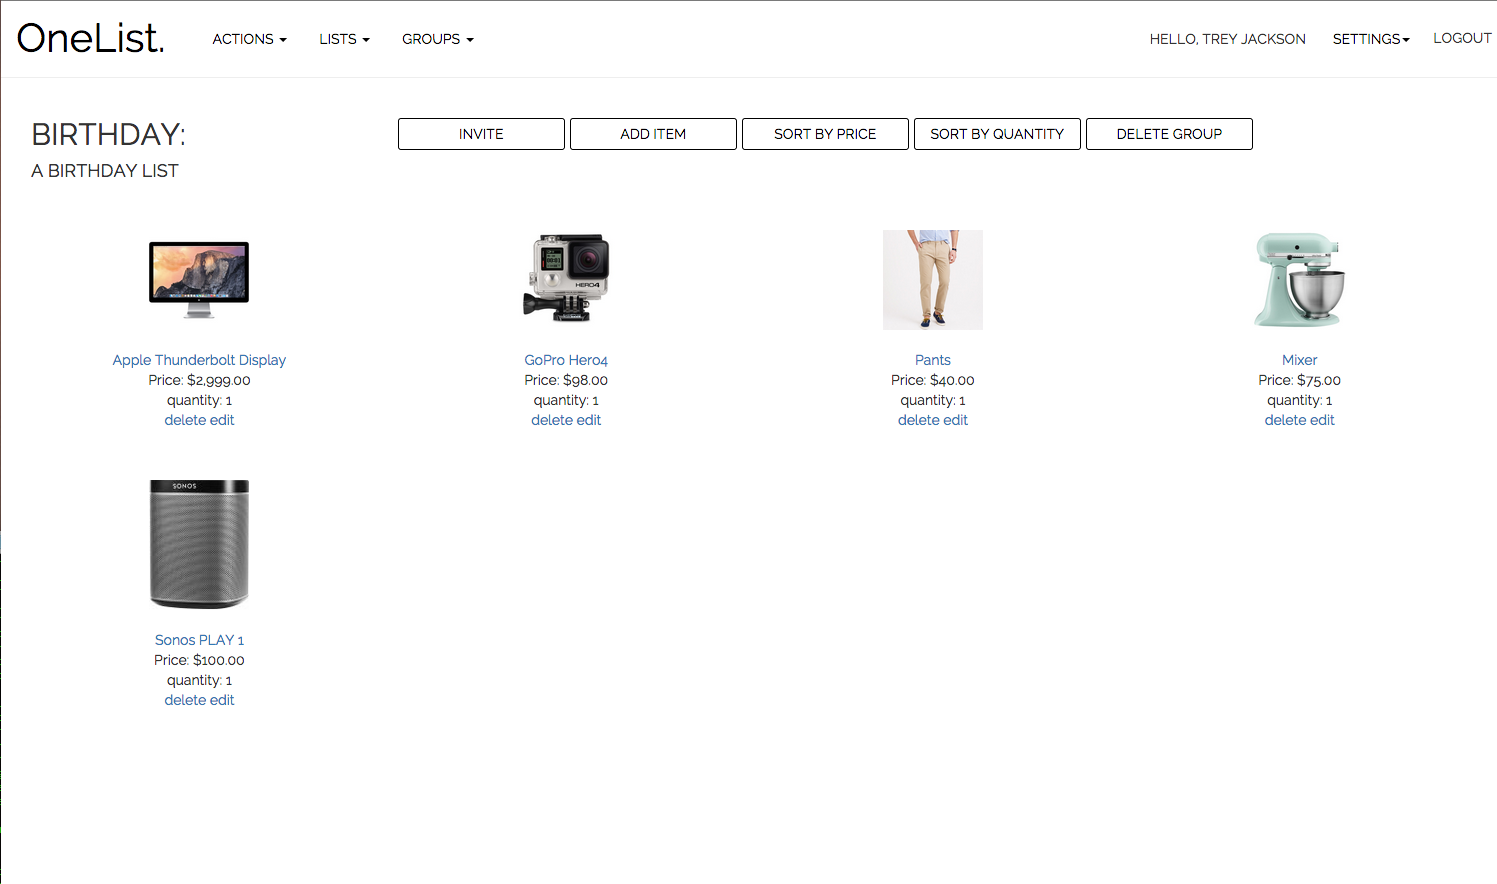 OneList.
ACTIONS
LISTS
GROUPS
HELLO, TREY JACKSON
SETTINGS
LOGOUT
BIRTHDAY:
A BIRTHDAY LIST
INVITE
ADD ITEM
SORT BY PRICE
SORT BY QUANTITY
DELETE GROUP
Apple Thunderbolt Display
Price: $2,999.00
quantity: 1
delete edit
HERO4
GoPro Hero4
Price: $98.00
quantity: 1
delete edit
Pants
Price: $40.00
quantity: 1
delete edit
Mixer
Price: $75.00
quantity: 1
delete edit
SONOS
Sonos PLAY 1
Price: $100.00
quantity: 1
delete edit